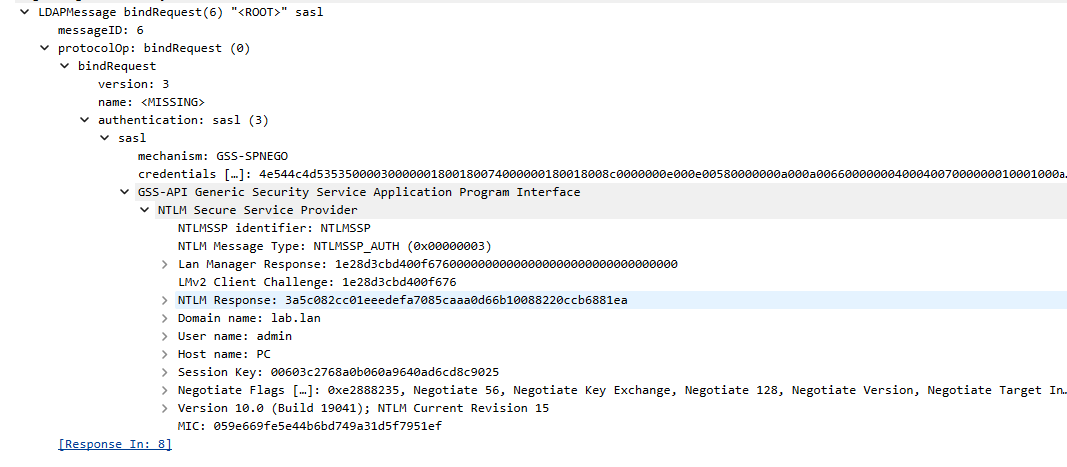 LDAPMessage bindRequest(6) "<ROOT>" sasl
messageID: 6
protocolOp: bindRequest (0)
bindRequest
version: 3
name: <MISSING>
authentication: sasl (3)
sasl
mechanism: GSS-SPNEGO
credentials […]: 4e544c4d53535000030000001800180074000000180018008c0000000e000e00580000000a000a0066000000040004007000000010001000a…
GSS-API Generic Security Service Application Program Interface
NTLM Secure Service Provider
NTLMSSP identifier: NTLMSSP
NTLM Message Type: NTLMSSP_AUTH (0x00000003)
Lan Manager Response: 1e28d3cbd400f67600000000000000000000000000000000
LMv2 Client Challenge: 1e28d3cbd400f676
NTLM Response: 3a5c082cc01eeedefa7085caaa0d66b10088220ccb6881ea
Domain name: lab.lan
User name: admin
Host name: PC
Session Key: 00603c2768a0b060a9640ad6cd8c9025
Negotiate Flags […]: 0xe2888235, Negotiate 56, Negotiate Key Exchange, Negotiate 128, Negotiate Version, Negotiate Target In…
Version 10.0 (Build 19041); NTLM Current Revision 15
MIC: 059e669fe5e44b6bd749a31d5f7951ef
[Response In: 8]